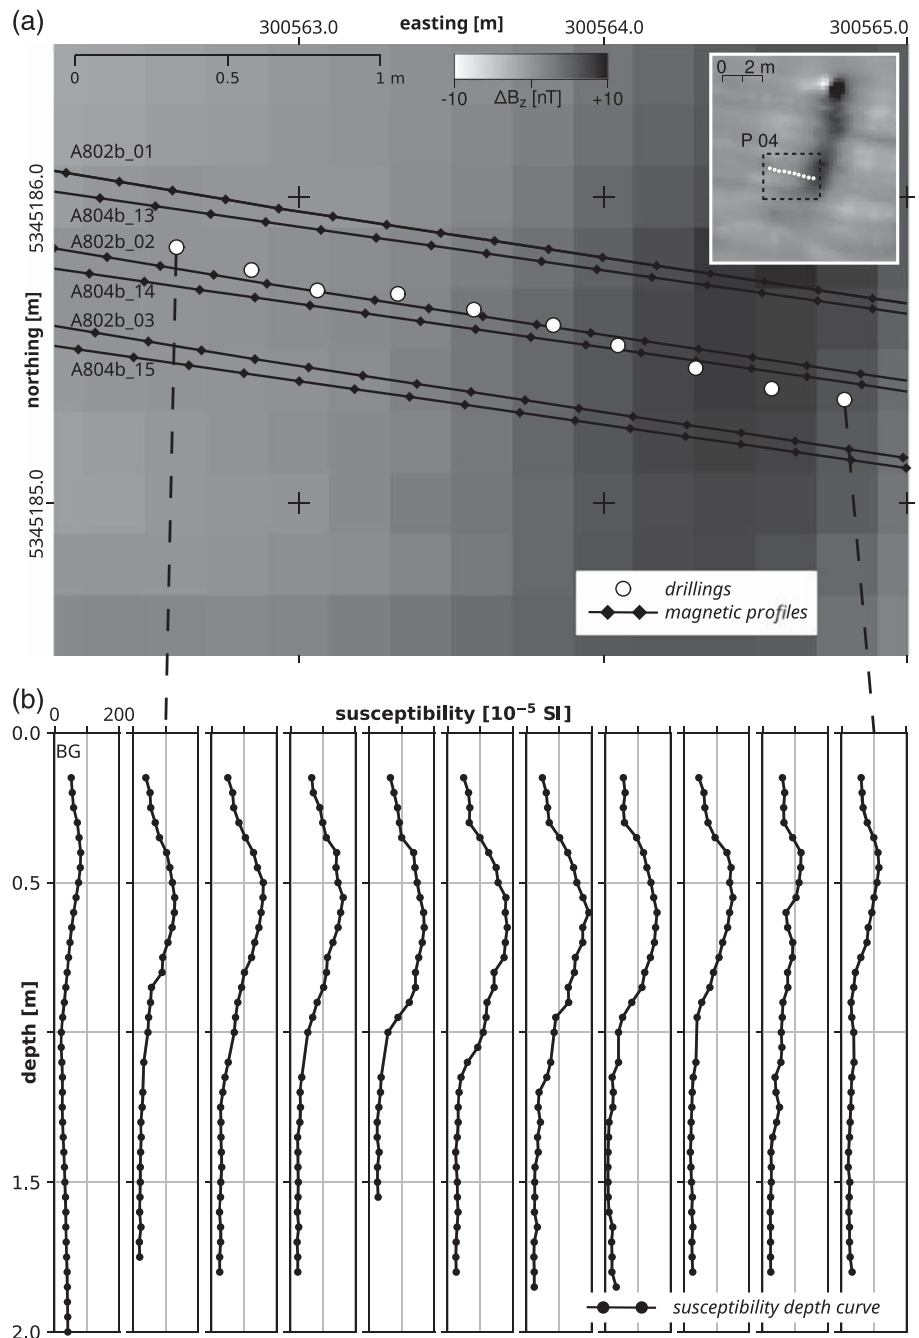 (a)
easting [m]
300563.0
300564.0
300565.0
0
0.5
1 m
-10
ΔBz [nT]
+10
0 2 m
P 04
northing [m]
5345186.0
5345185.0
A802b_01
A804b_13
A802b_02
A804b_14
A802b_03
A804b_15
drillings
magnetic profiles
(b)
0
200
susceptibility [10⁻⁵ SI]
BG
depth [m]
0.0
0.5
1.5
2.0
susceptibility depth curve